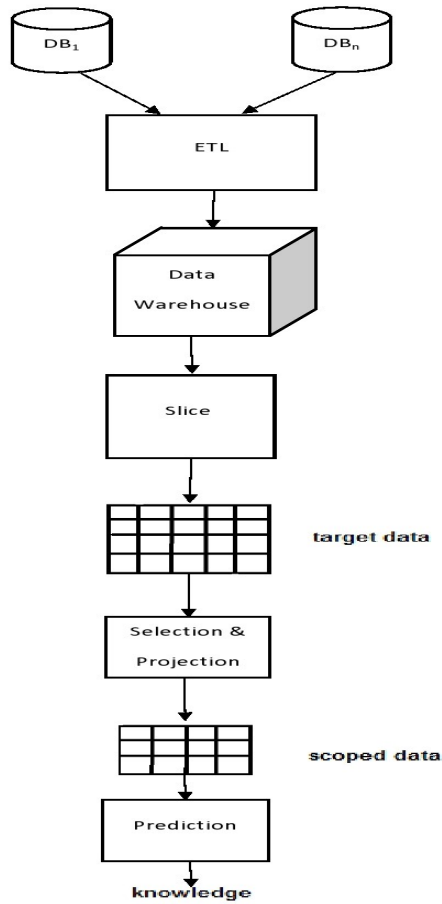 DB₁
DBₙ
ETL
Data
Warehouse
Slice
target data
Selection &
Projection
scoped data
Prediction
knowledge